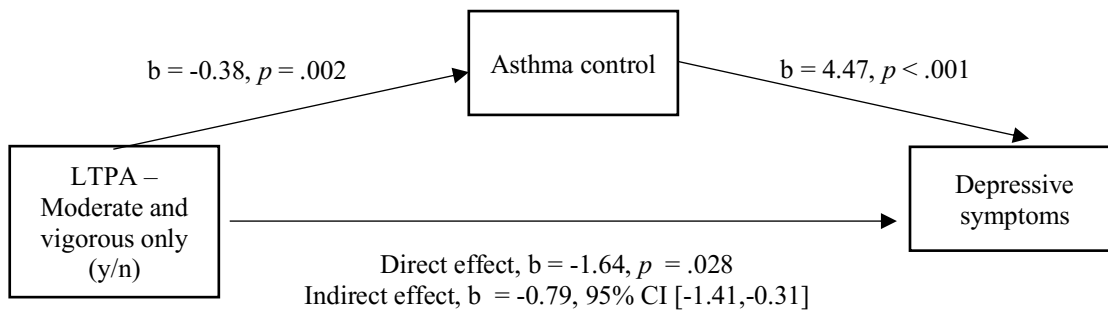 Asthma control
b = -0.38, p = .002
b = 4.47, p < .001
LTPA –
Moderate and
vigorous only
(y/n)
Depressive
symptoms
Direct effect, b = -1.64, p = .028
Indirect effect, b = -0.79, 95% CI [-1.41,-0.31]